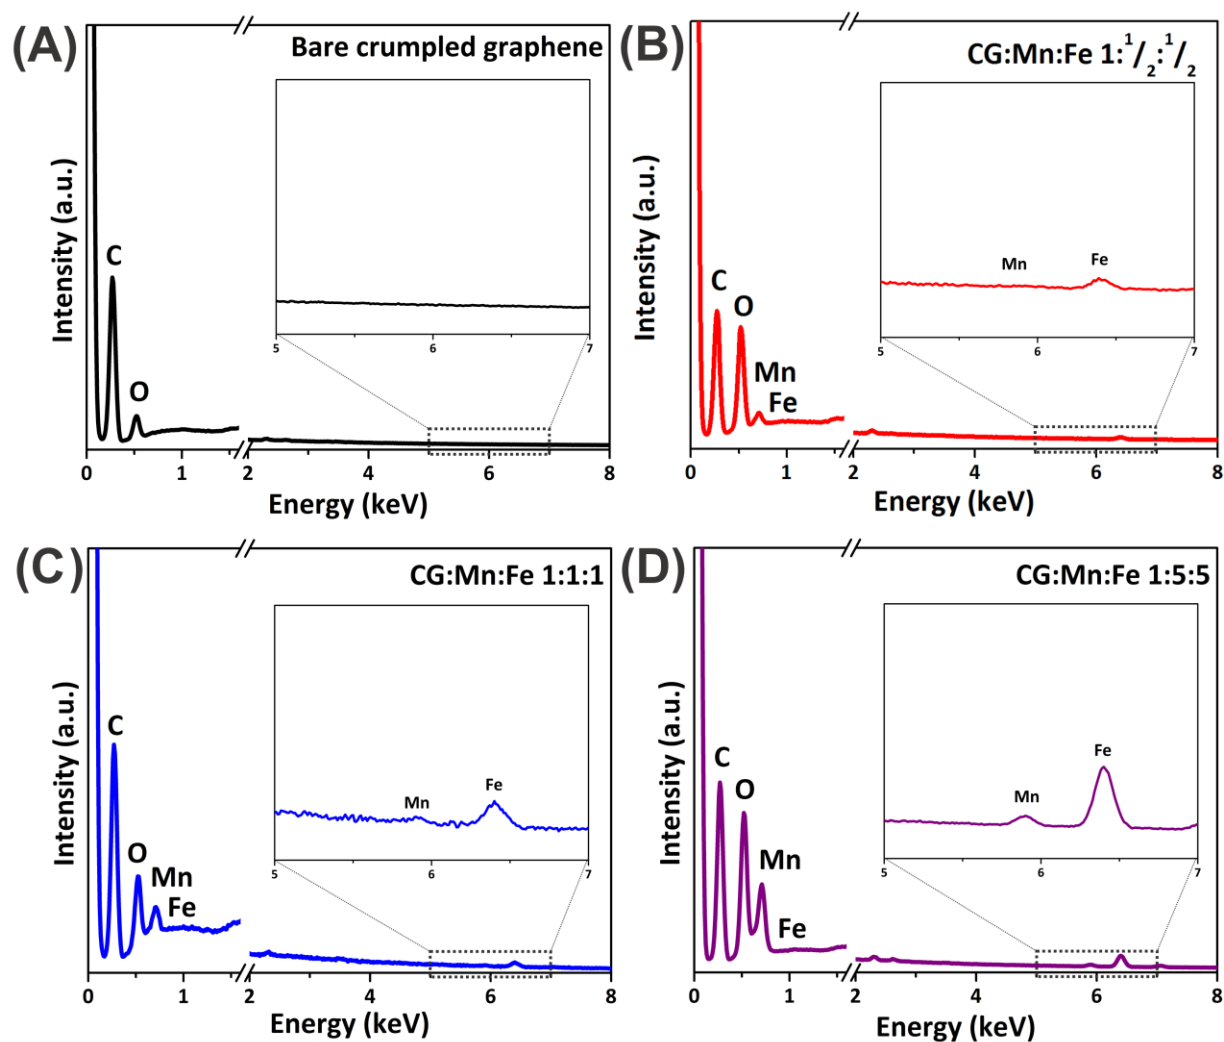 (A)
Bare crumpled graphene
Intensity (a.u.)
C
O
5 6 7
0 1 2 4 6 8
Energy (keV)
(B)
CG:Mn:Fe 1:1/2:1/2
Intensity (a.u.)
C
O
Mn
Fe
Mn
Fe
5 6 7
0 1 2 4 6 8
Energy (keV)
(C)
CG:Mn:Fe 1:1:1
Intensity (a.u.)
C
O
Mn
Fe
Mn
Fe
5 6 7
0 1 2 4 6 8
Energy (keV)
(D)
CG:Mn:Fe 1:5:5
Intensity (a.u.)
C
O
Mn
Fe
Mn
Fe
5 6 7
0 1 2 4 6 8
Energy (keV)